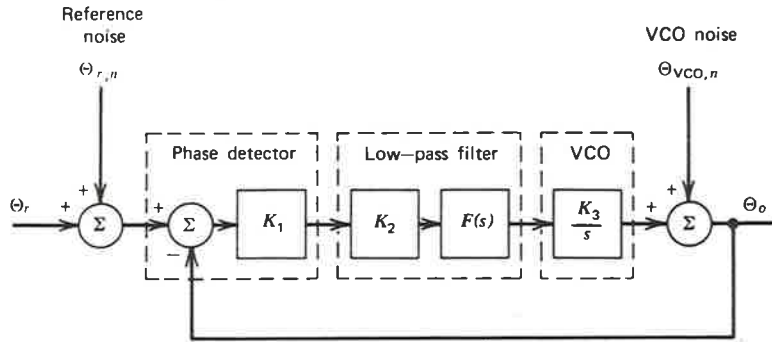 Reference
noise
Θr,n
VCO noise
ΘVCO,n
Phase detector
Low–pass filter
VCO
Θr
+
+
Σ
+
−
Σ
K1
K2
F(s)
K3
s
+
+
Σ
Θo